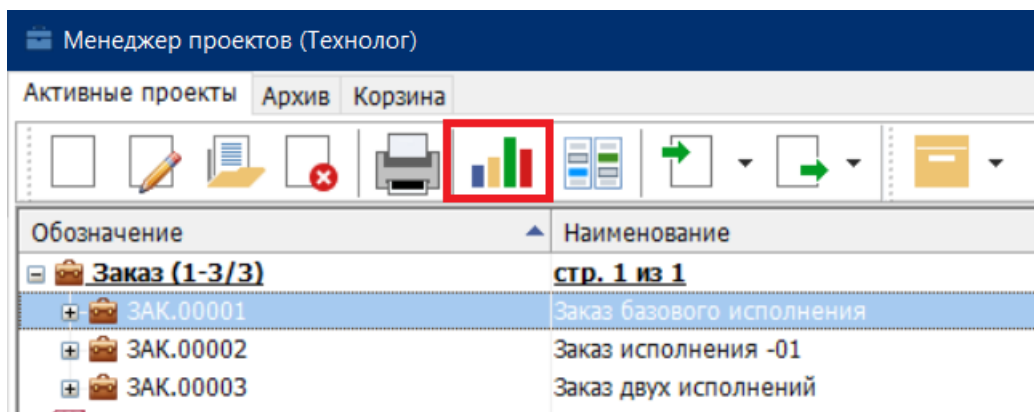 Менеджер проектов (Технолог)
Активные проекты Архив Корзина
Обозначение Наименование
Заказ (1-3/3) стр. 1 из 1
ЗАК.00001 Заказ базового исполнения
ЗАК.00002 Заказ исполнения -01
ЗАК.00003 Заказ двух исполнений